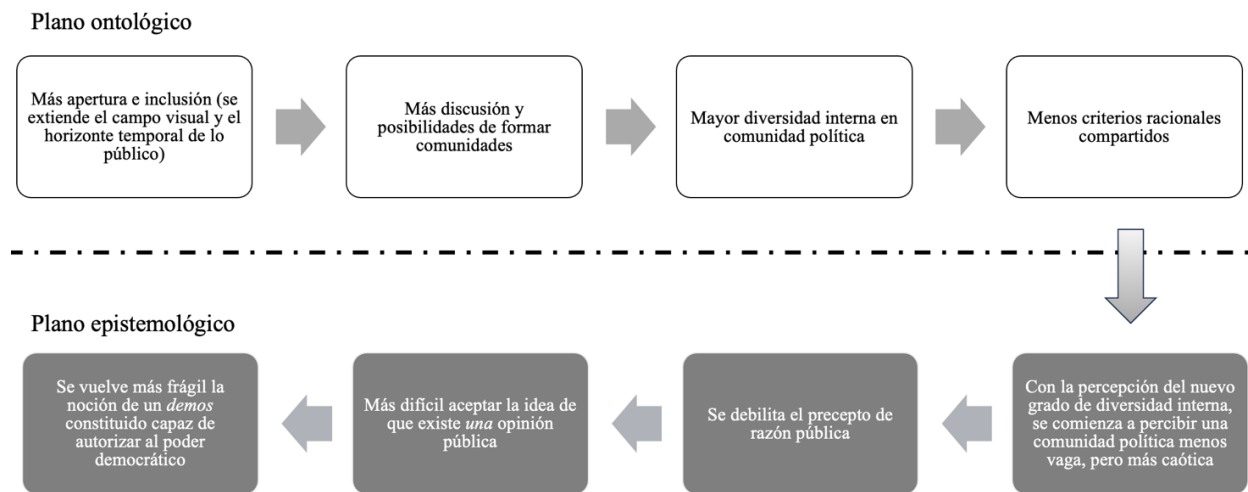 Plano ontológico
Más apertura e inclusión (se
extiende el campo visual y el
horizonte temporal de lo
público)
Más discusión y
posibilidades de formar
comunidades
Mayor diversidad interna en
comunidad política
Menos criterios racionales
compartidos
Plano epistemológico
Se vuelve más frágil la
noción de un demos
constituido capaz de
autorizar al poder
democrático
Más difícil aceptar la idea de
que existe una opinión
pública
Se debilita el precepto de
razón pública
Con la percepción del nuevo
grado de diversidad interna,
se comienza a percibir una
comunidad política menos
vaga, pero más caótica